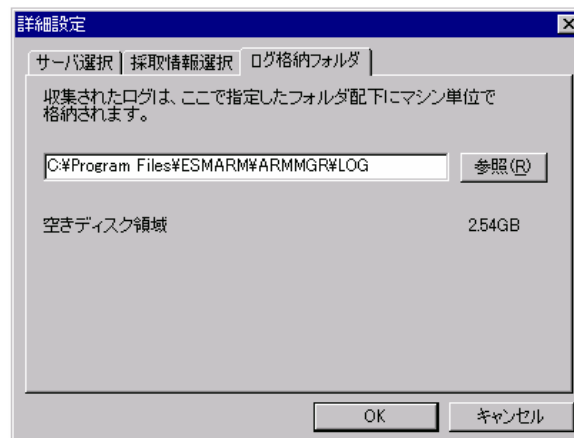 詳細設定
サーバ選択 採取情報選択 ログ格納フォルダ
収集されたログは、ここで指定したフォルダ配下にマシン単位で
格納されます。
C:¥Program Files¥ESMARM¥ARMMGR¥LOG 参照(R)
空きディスク領域 2.54GB
OK キャンセル